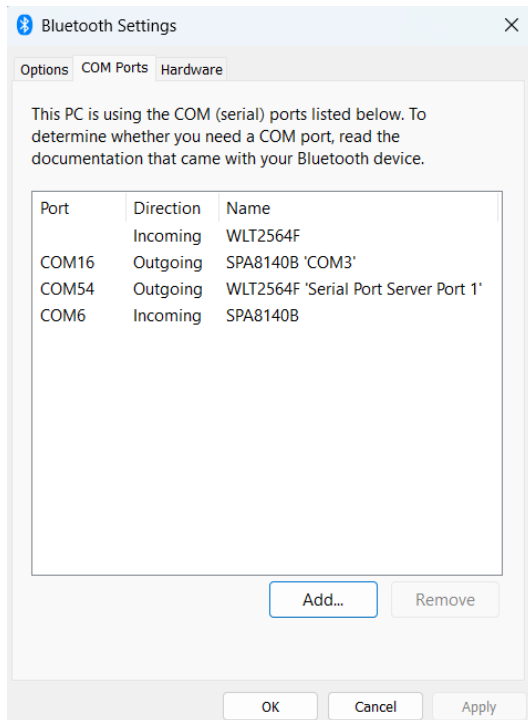 Bluetooth Settings
Options COM Ports Hardware
This PC is using the COM (serial) ports listed below. To
determine whether you need a COM port, read the
documentation that came with your Bluetooth device.
Port Direction Name
Incoming WLT2564F
COM16 Outgoing SPA8140B 'COM3'
COM54 Outgoing WLT2564F 'Serial Port Server Port 1'
COM6 Incoming SPA8140B
Add... Remove
OK Cancel Apply